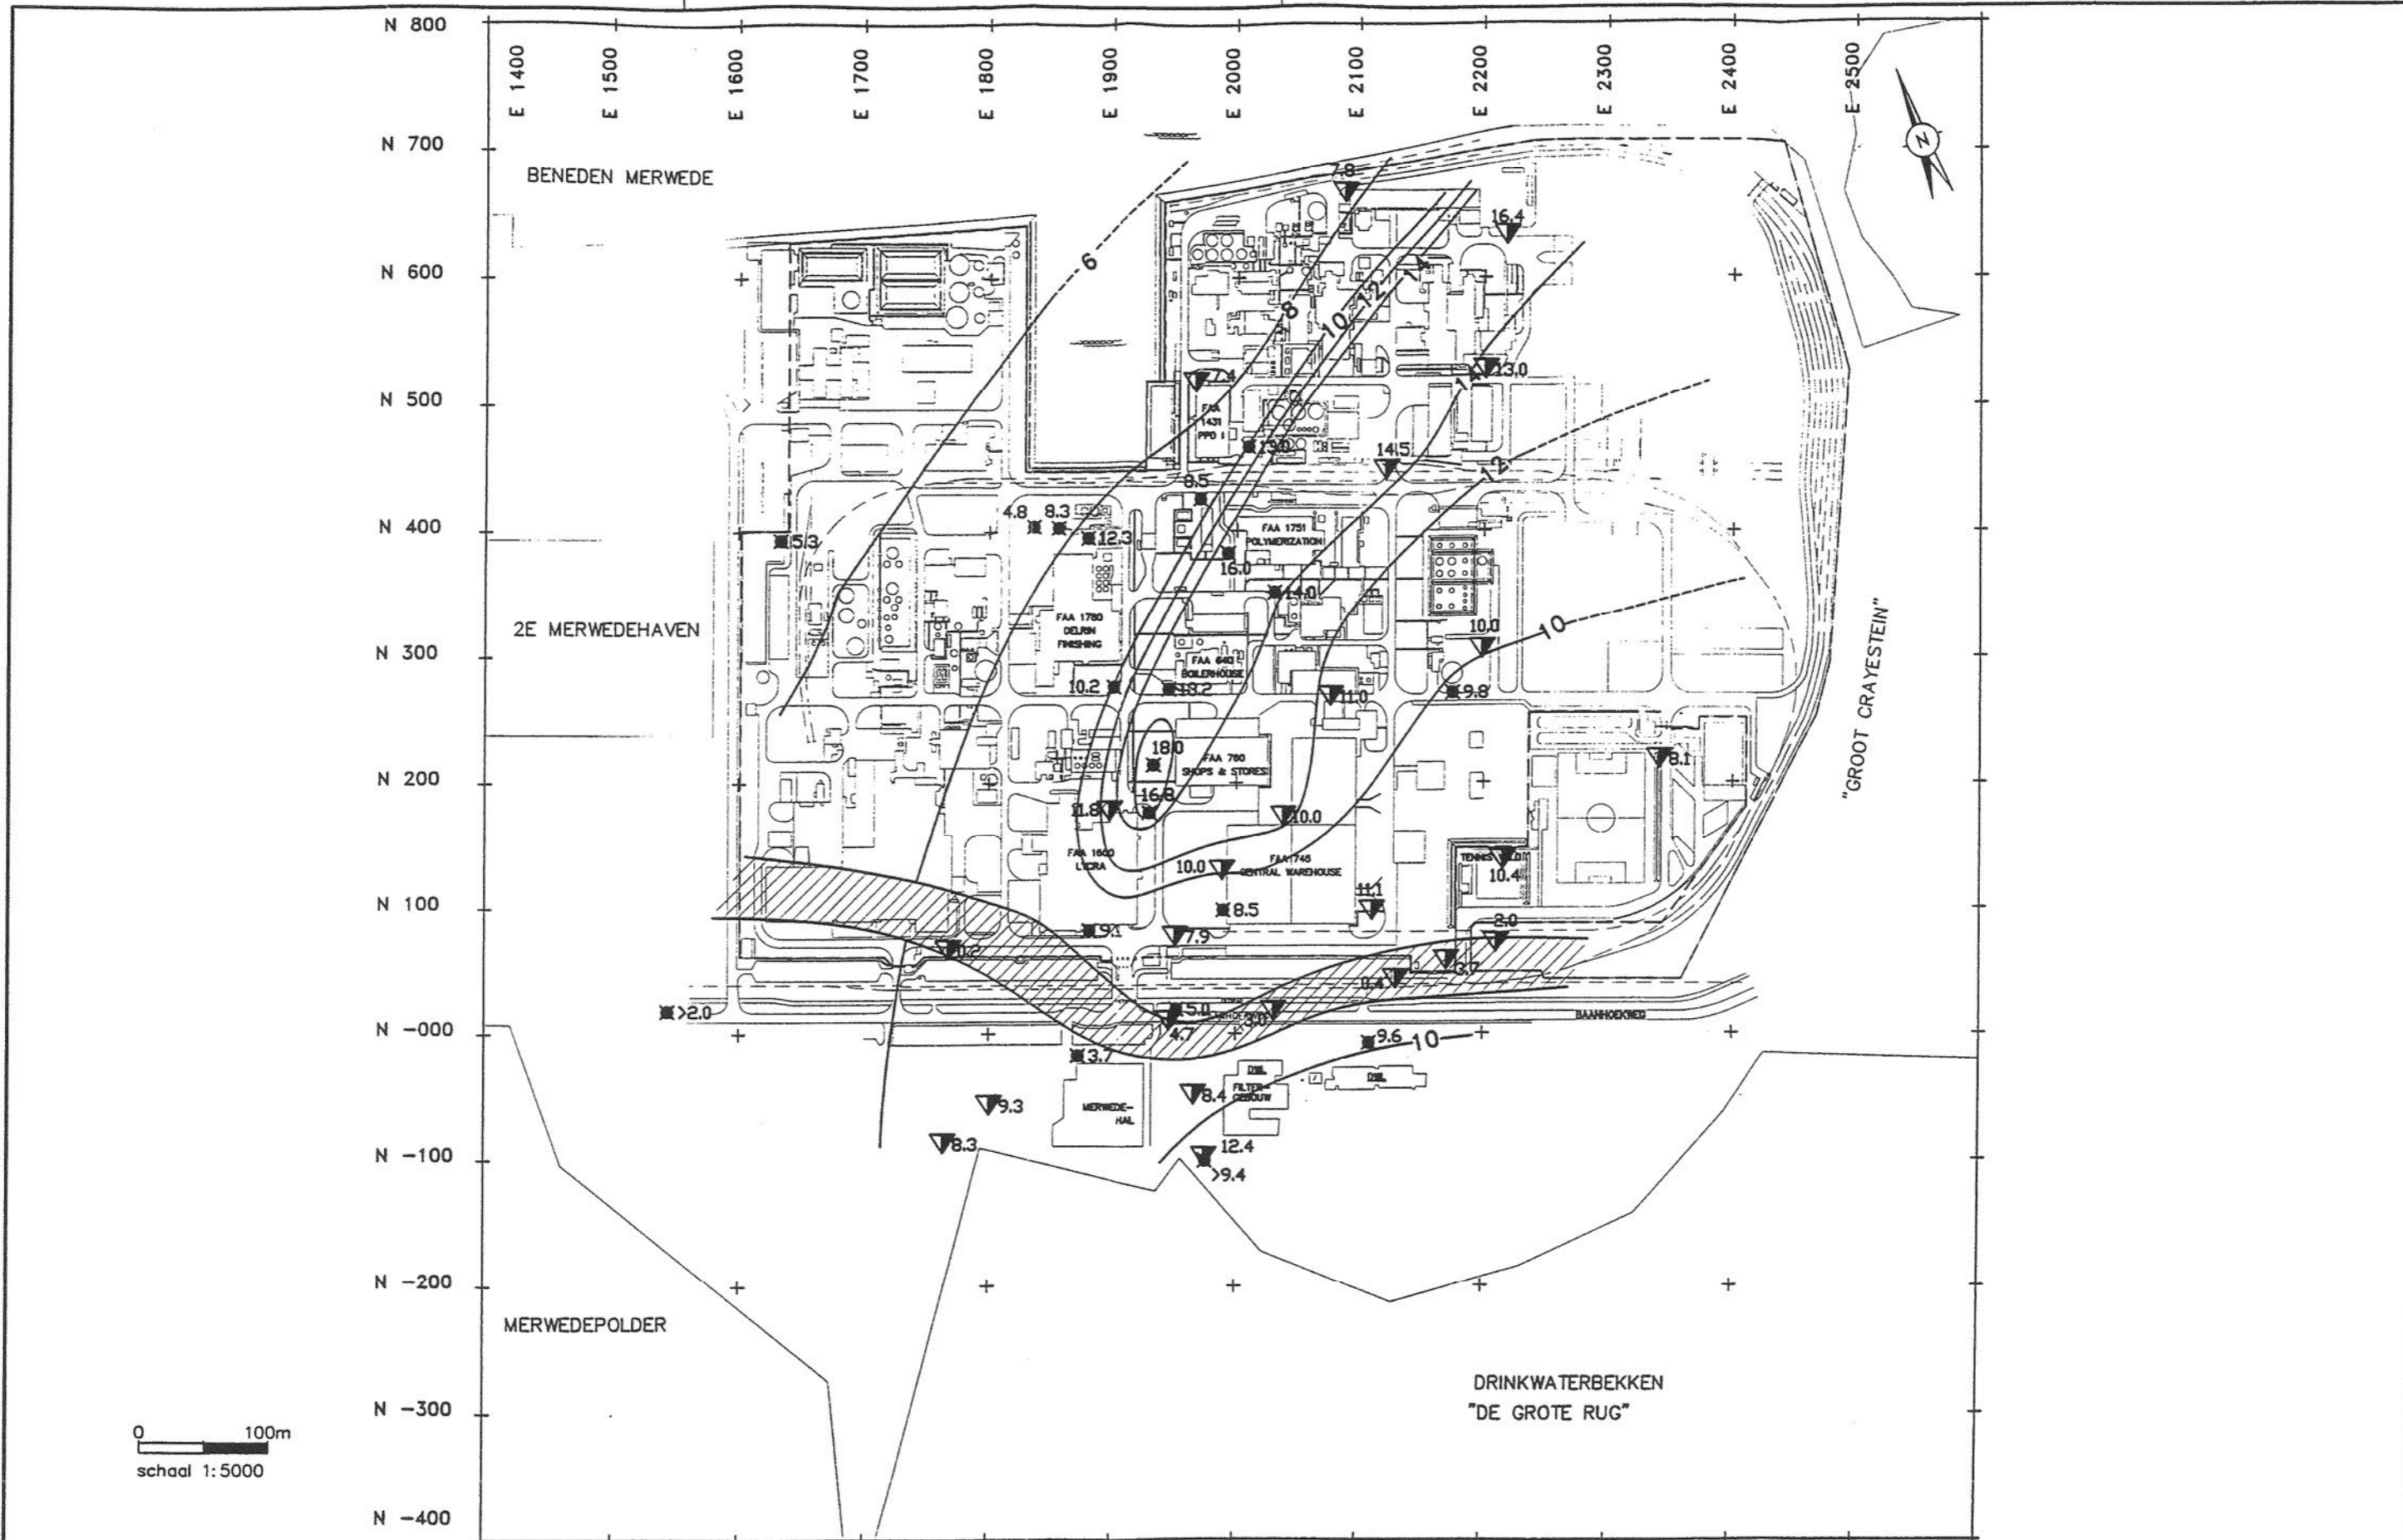 N 800
E 1400
E 1500
E 1600
E 1700
E 1800
E 1900
E 2000
E 2100
E 2200
E 2300
E 2400
E 2500
N 700
N
BENEDEN MERWEDE
7.8
16.4
N 600
6
8
10
12
14
13.0
7.4
14
N 500
FAA
1431
PPD I
13.0
14.5
12
8.5
N 400
4.8
8.3
12.3
5.3
FAA 1751
POLYMERIZATION
16.0
14.0
2E MERWEDEHAVEN
FAA 1780
DELRIN
FINISHING
10.0
10
"GROOT CRAYESTEIN"
N 300
FAA 640
BOILERHOUSE
10.2
13.2
11.0
9.8
18.0
FAA 760
SHOPS & STORES
8.1
N 200
16.8
11.8
10.0
FAA 1600
LYCRA
10.0
FAA 745
CENTRAL WAREHOUSE
TENNIS
10.4
11.1
N 100
8.5
9.1
7.9
2.0
3.7
0.4
>2.0
5.0
3.0
BAANHOEKWEG
N -000
4.7
3.7
9.6
10
DWL
DWL
FILTER-
GEBOUW
8.4
9.3
MERWEDE-
HAL
8.3
N -100
12.4
>9.4
N -200
MERWEDEPOLDER
DRINKWATERBEKKEN
"DE GROTE RUG"
N -300
0 100m
schaal 1:5000
N -400